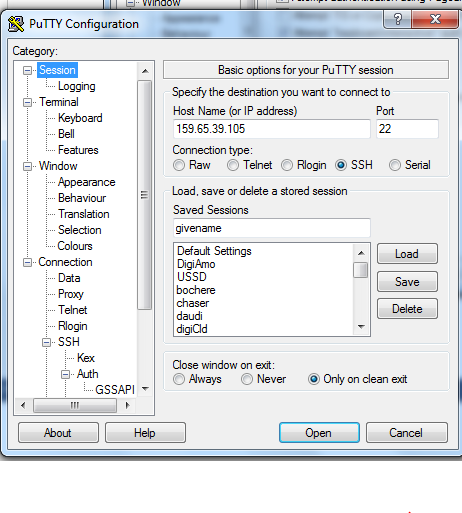 Window
PuTTY Configuration
Category:
Session
Logging
Terminal
Keyboard
Bell
Features
Window
Appearance
Behaviour
Translation
Selection
Colours
Connection
Data
Proxy
Telnet
Rlogin
SSH
Kex
Auth
GSSAPI
Basic options for your PuTTY session
Specify the destination you want to connect to
Host Name (or IP address) Port
159.65.39.105 22
Connection type:
Raw Telnet Rlogin SSH Serial
Load, save or delete a stored session
Saved Sessions
givename
Default Settings
DigiAmo
USSD
bochere
chaser
daudi
digiCld
Load
Save
Delete
Close window on exit:
Always Never Only on clean exit
About Help Open Cancel